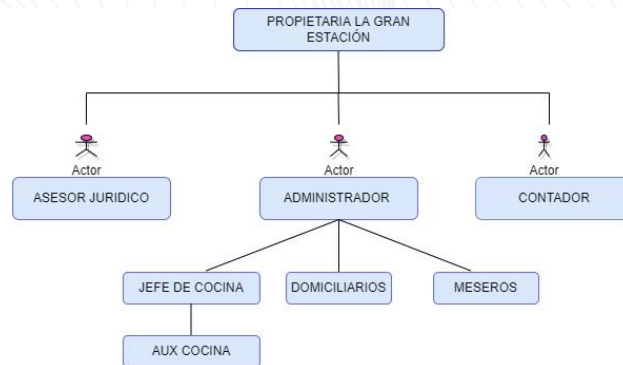 PROPIETARIA LA GRAN
ESTACIÓN
Actor
Actor
Actor
ASESOR JURIDICO
ADMINISTRADOR
CONTADOR
JEFE DE COCINA
DOMICILIARIOS
MESEROS
AUX COCINA